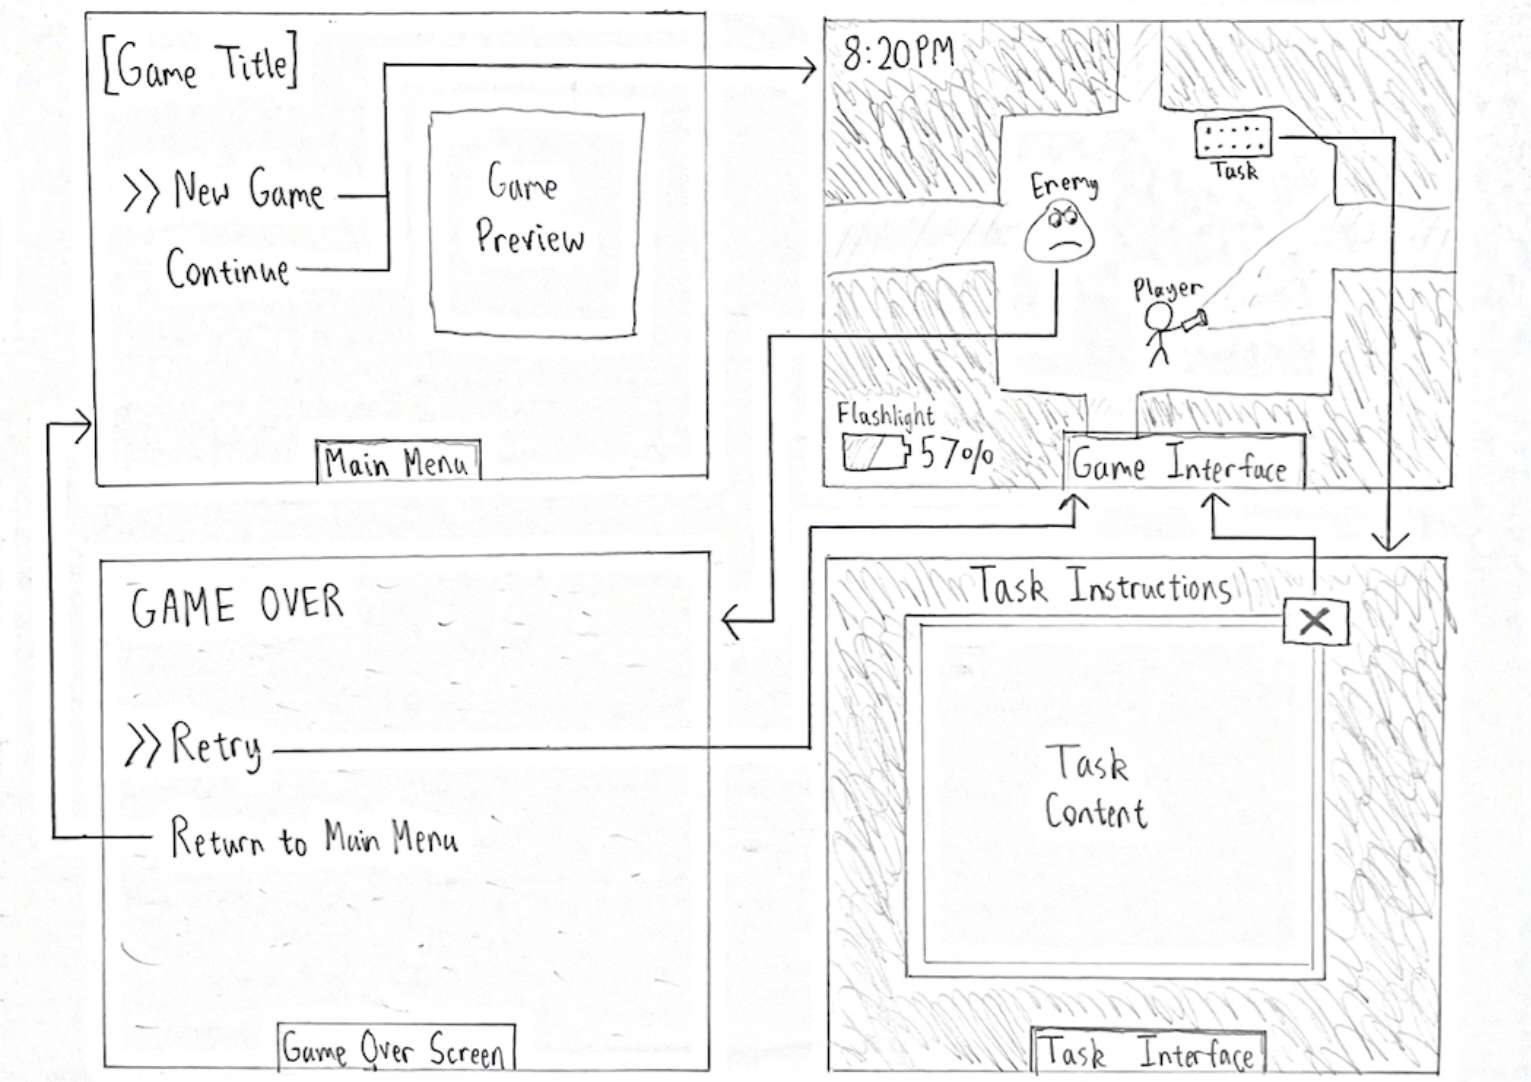 [Game Title]
>> New Game
Continue
Game
Preview
Main Menu
8:20PM
Task
Enemy
Player
Flashlight
57%
Game Interface
GAME OVER
>> Retry
Return to Main Menu
Game Over Screen
Task Instructions
X
Task
Content
Task Interface